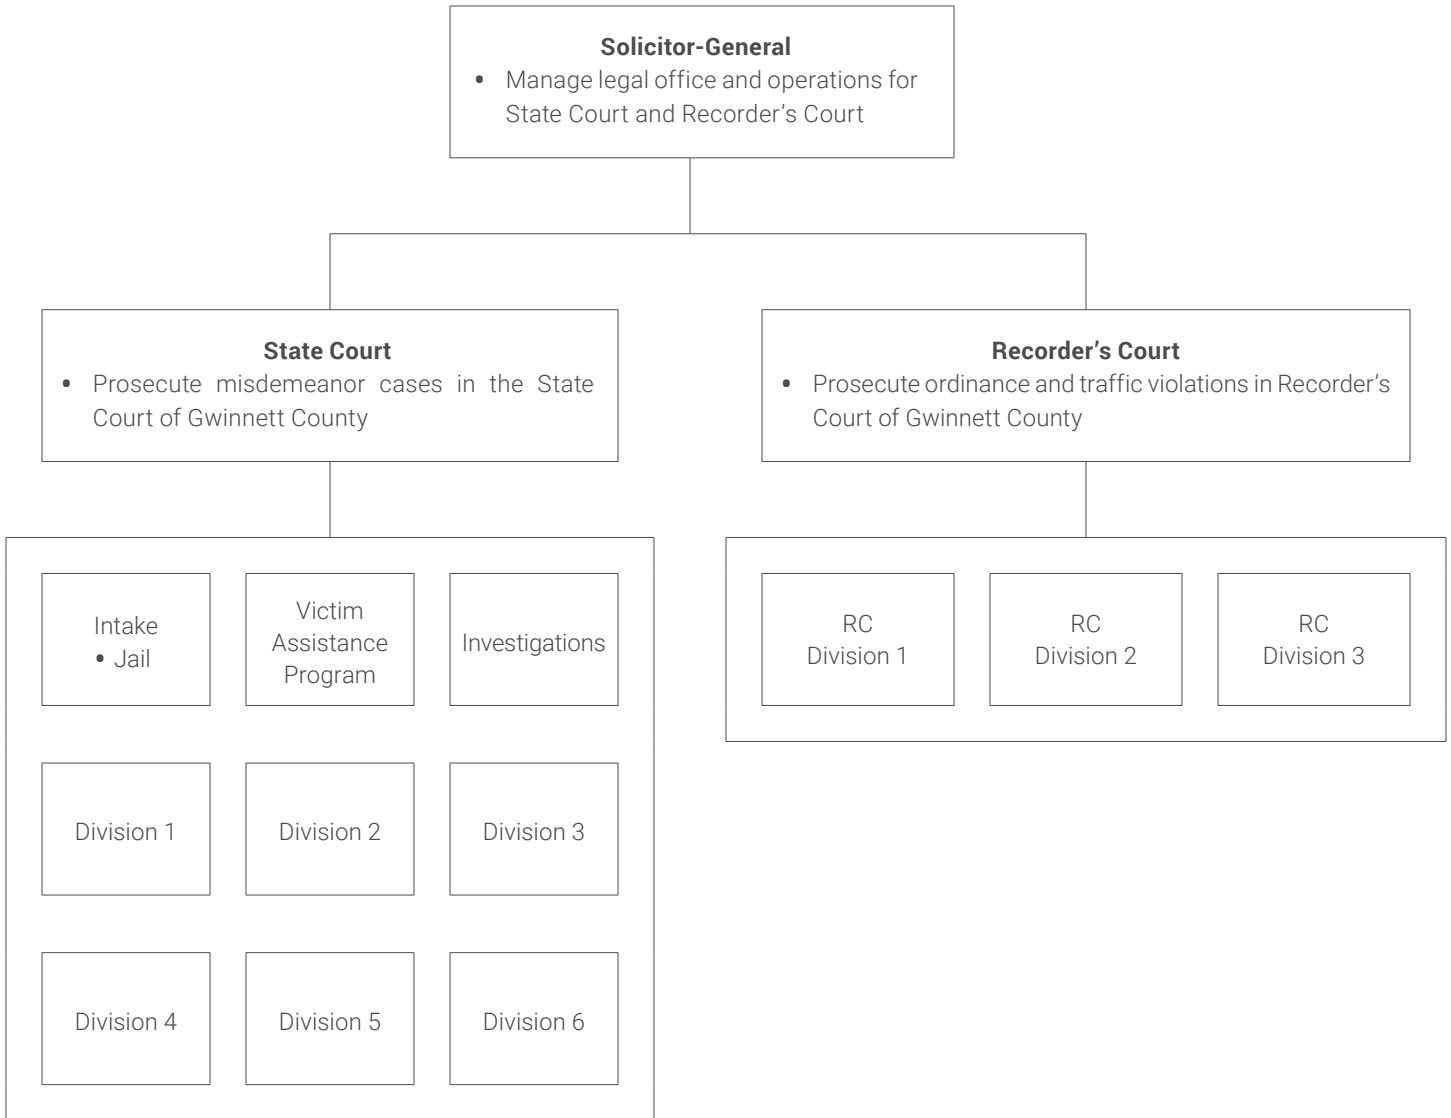 Solicitor-General
• Manage legal office and operations for
State Court and Recorder’s Court
State Court
• Prosecute misdemeanor cases in the State
Court of Gwinnett County
Recorder’s Court
• Prosecute ordinance and traffic violations in Recorder’s
Court of Gwinnett County
Intake
• Jail
Victim
Assistance
Program
Investigations
RC
Division 1
RC
Division 2
RC
Division 3
Division 1
Division 2
Division 3
Division 4
Division 5
Division 6